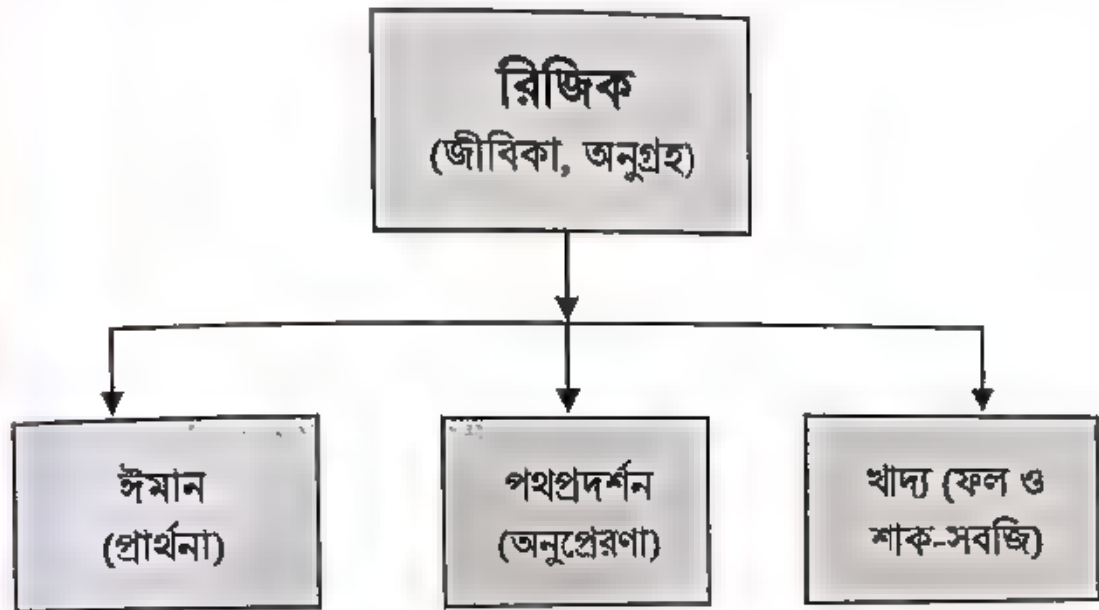 রিজিক
(জীবিকা, অনুগ্রহ)
ঈমান
(প্রার্থনা)
পথপ্রদর্শন
(অনুপ্রেরণা)
খাদ্য (ফল ও
শাক-সবজি)